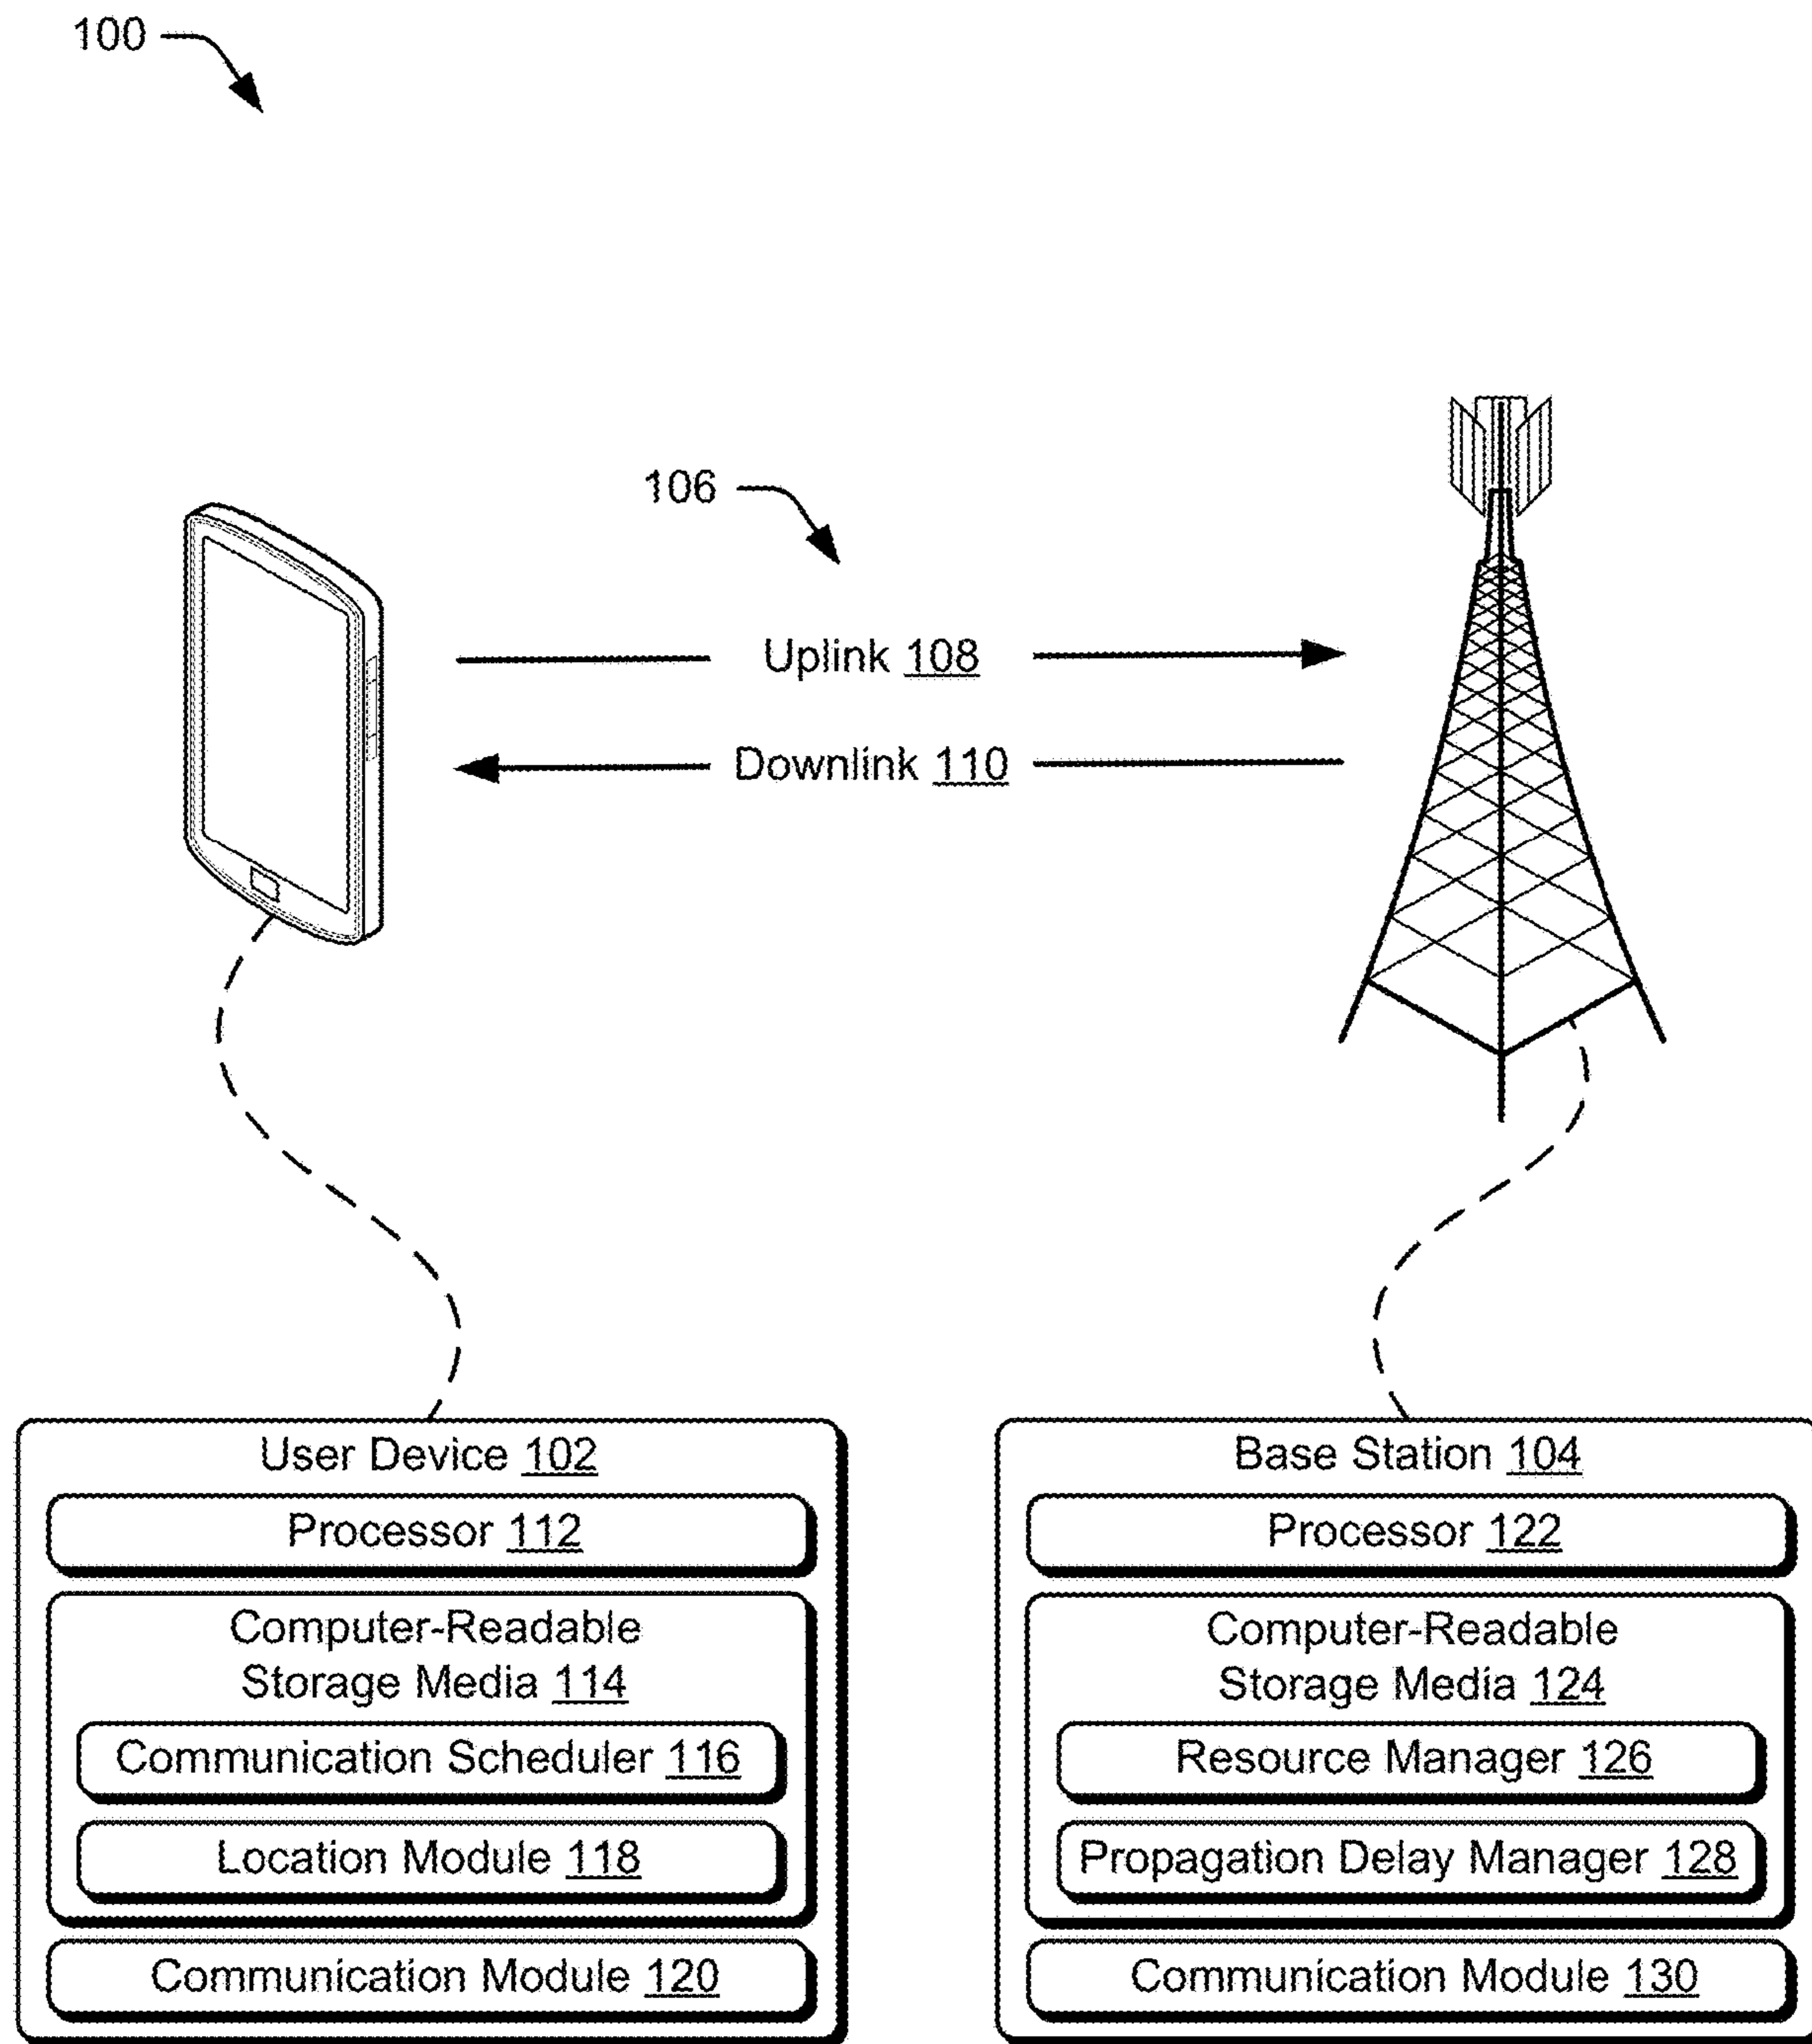 100
106
Uplink 108
Downlink 110
User Device 102
Processor 112
Computer-Readable
Storage Media 114
Communication Scheduler 116
Location Module 118
Communication Module 120
Base Station 104
Processor 122
Computer-Readable
Storage Media 124
Resource Manager 126
Propagation Delay Manager 128
Communication Module 130